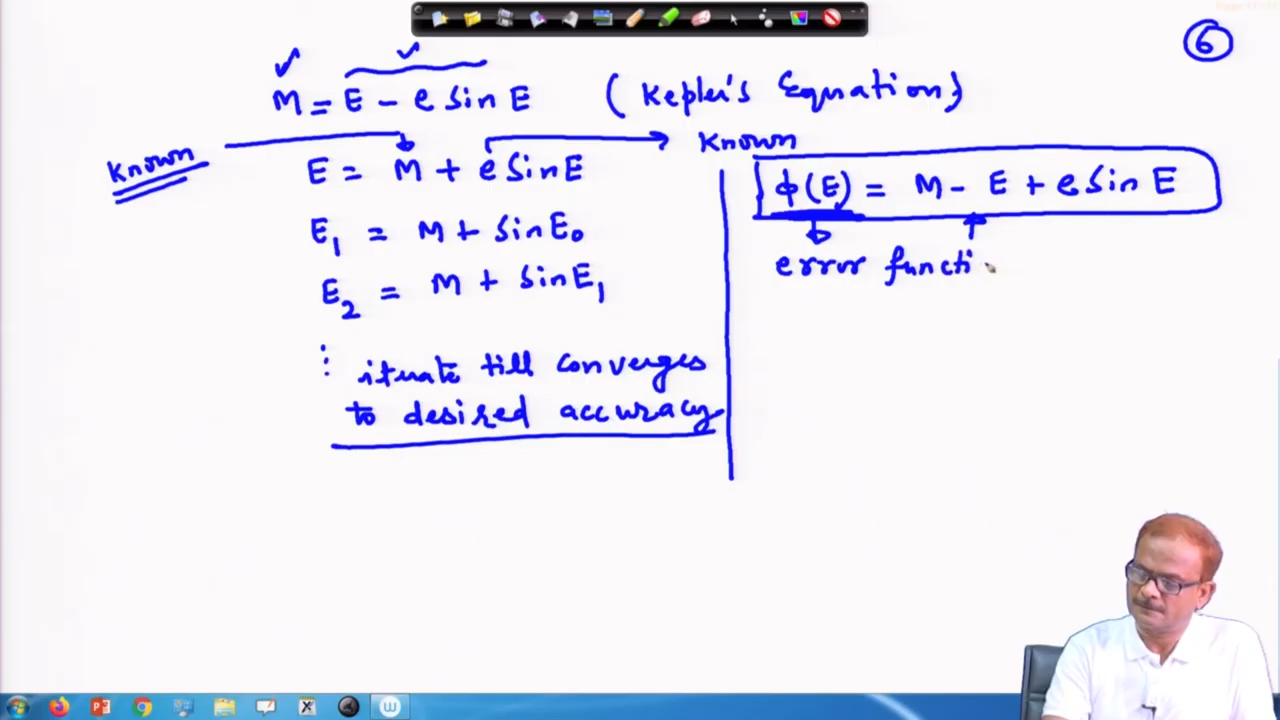 6
M = E - e sin E (Kepler's Equation)
Known
Known
E = M + e sin E
E₁ = M + sin E₀
E₂ = M + sin E₁
⋮ iterate till converges
to desired accuracy
ϕ(E) = M - E + e sin E
error functi